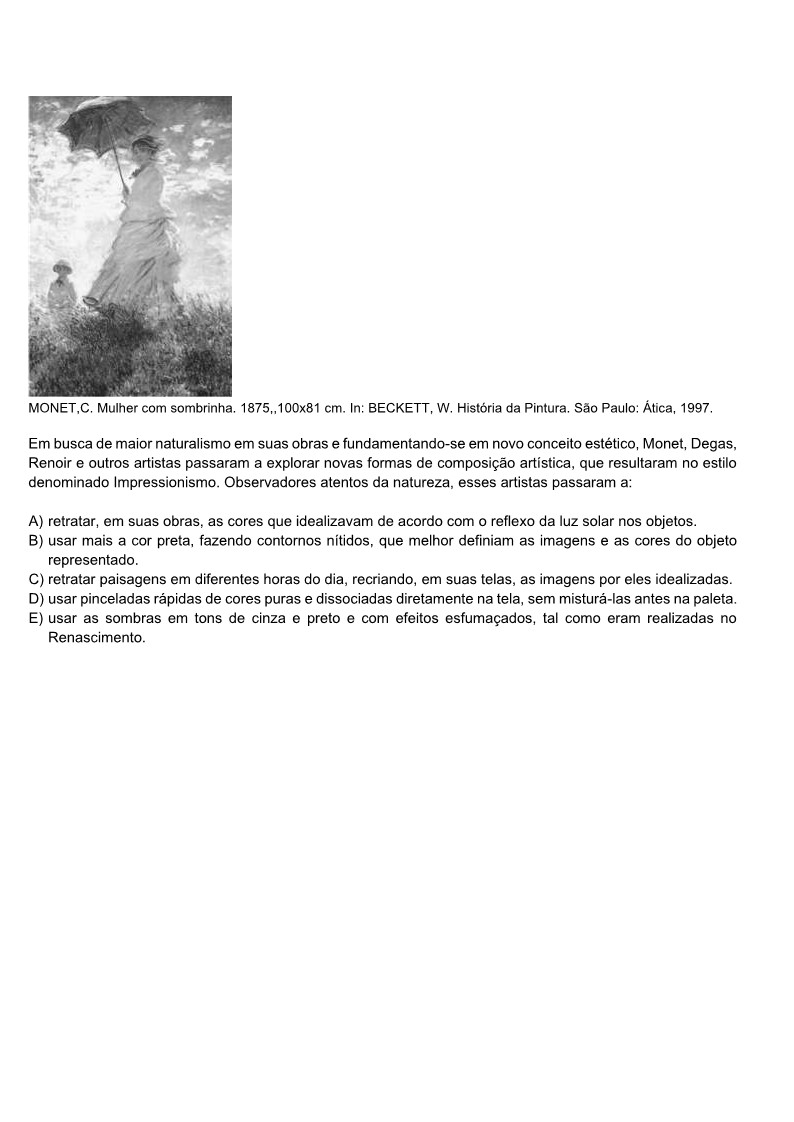 MONET,C. Mulher com sombrinha. 1875,,100x81 cm. In: BECKETT, W. História da Pintura. São Paulo: Ática, 1997.
Em busca de maior naturalismo em suas obras e fundamentando-se em novo conceito estético, Monet, Degas,
Renoir e outros artistas passaram a explorar novas formas de composição artística, que resultaram no estilo
denominado Impressionismo. Observadores atentos da natureza, esses artistas passaram a:
A) retratar, em suas obras, as cores que idealizavam de acordo com o reflexo da luz solar nos objetos.
B) usar mais a cor preta, fazendo contornos nítidos, que melhor definiam as imagens e as cores do objeto
representado.
C) retratar paisagens em diferentes horas do dia, recriando, em suas telas, as imagens por eles idealizadas.
D) usar pinceladas rápidas de cores puras e dissociadas diretamente na tela, sem misturá-las antes na paleta.
E) usar as sombras em tons de cinza e preto e com efeitos esfumaçados, tal como eram realizadas no
Renascimento.